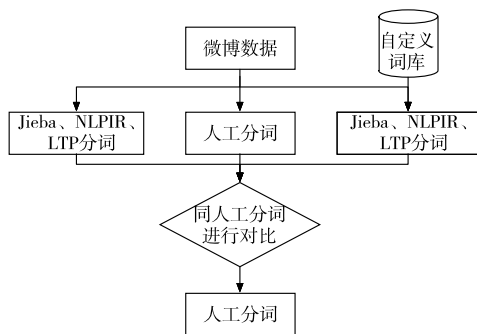 微博数据
自定义
词库
Jieba、NLPIR、
LTP分词
人工分词
Jieba、NLPIR、
LTP分词
同人工分词
进行对比
人工分词